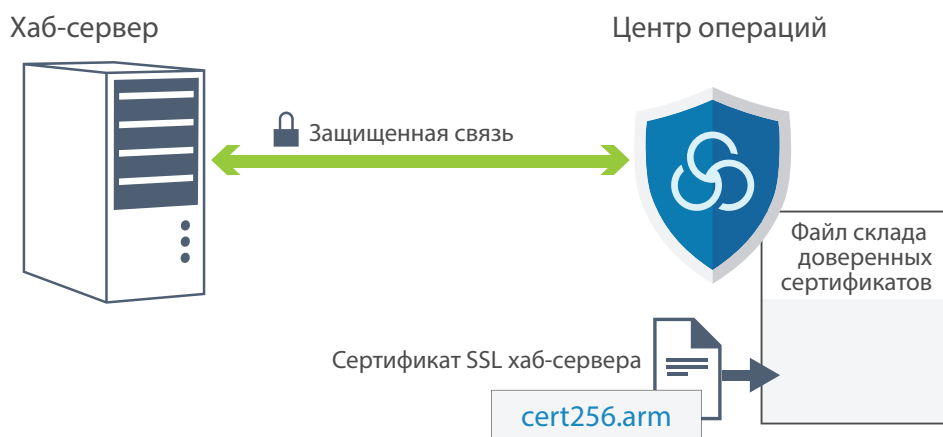 Хаб-сервер
Центр операций
Защищенная связь
Файл склада
доверенных
сертификатов
Сертификат SSL хаб-сервера
cert256.arm